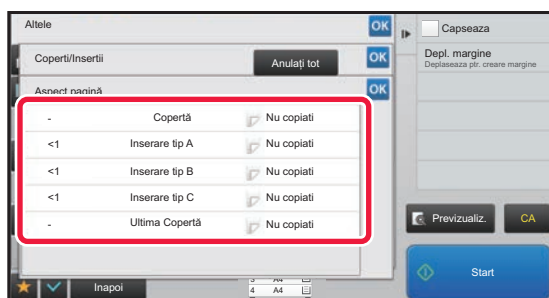 Altele
OK
Coperti/Insertii
Anulați tot
OK
Aspect pagină
OK
- Copertă Nu copiati
<1 Inserare tip A Nu copiati
<1 Inserare tip B Nu copiati
<1 Inserare tip C Nu copiati
- Ultima Copertă Nu copiati
Inapoi
3 A4
4 A4
Capseaza
Depl. margine
Deplaseaza ptr. creare margine
Previzualiz.
CA
Start